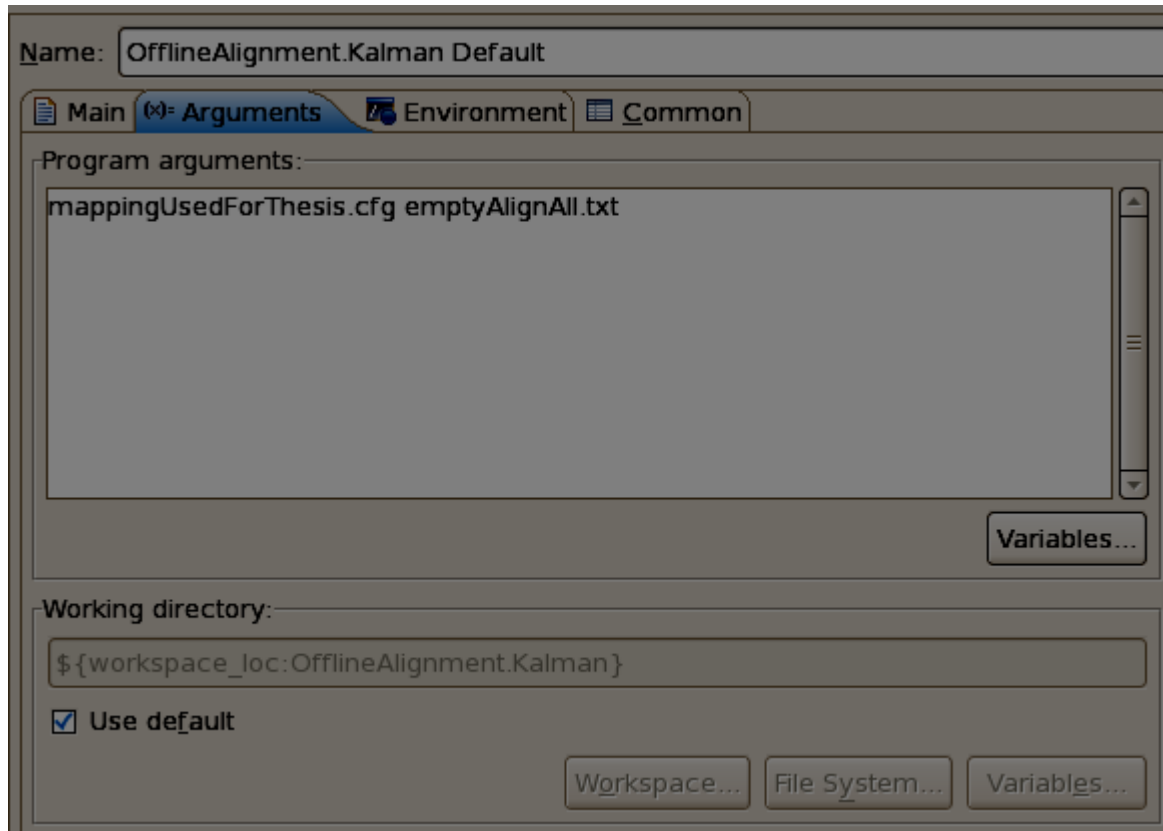 Name: OfflineAlignment.Kalman Default
Main (x)= Arguments Environment Common
Program arguments:
mappingUsedForThesis.cfg emptyAlignAll.txt
Variables...
Working directory:
${workspace_loc:OfflineAlignment.Kalman}
Use default
Workspace... File System... Variables...